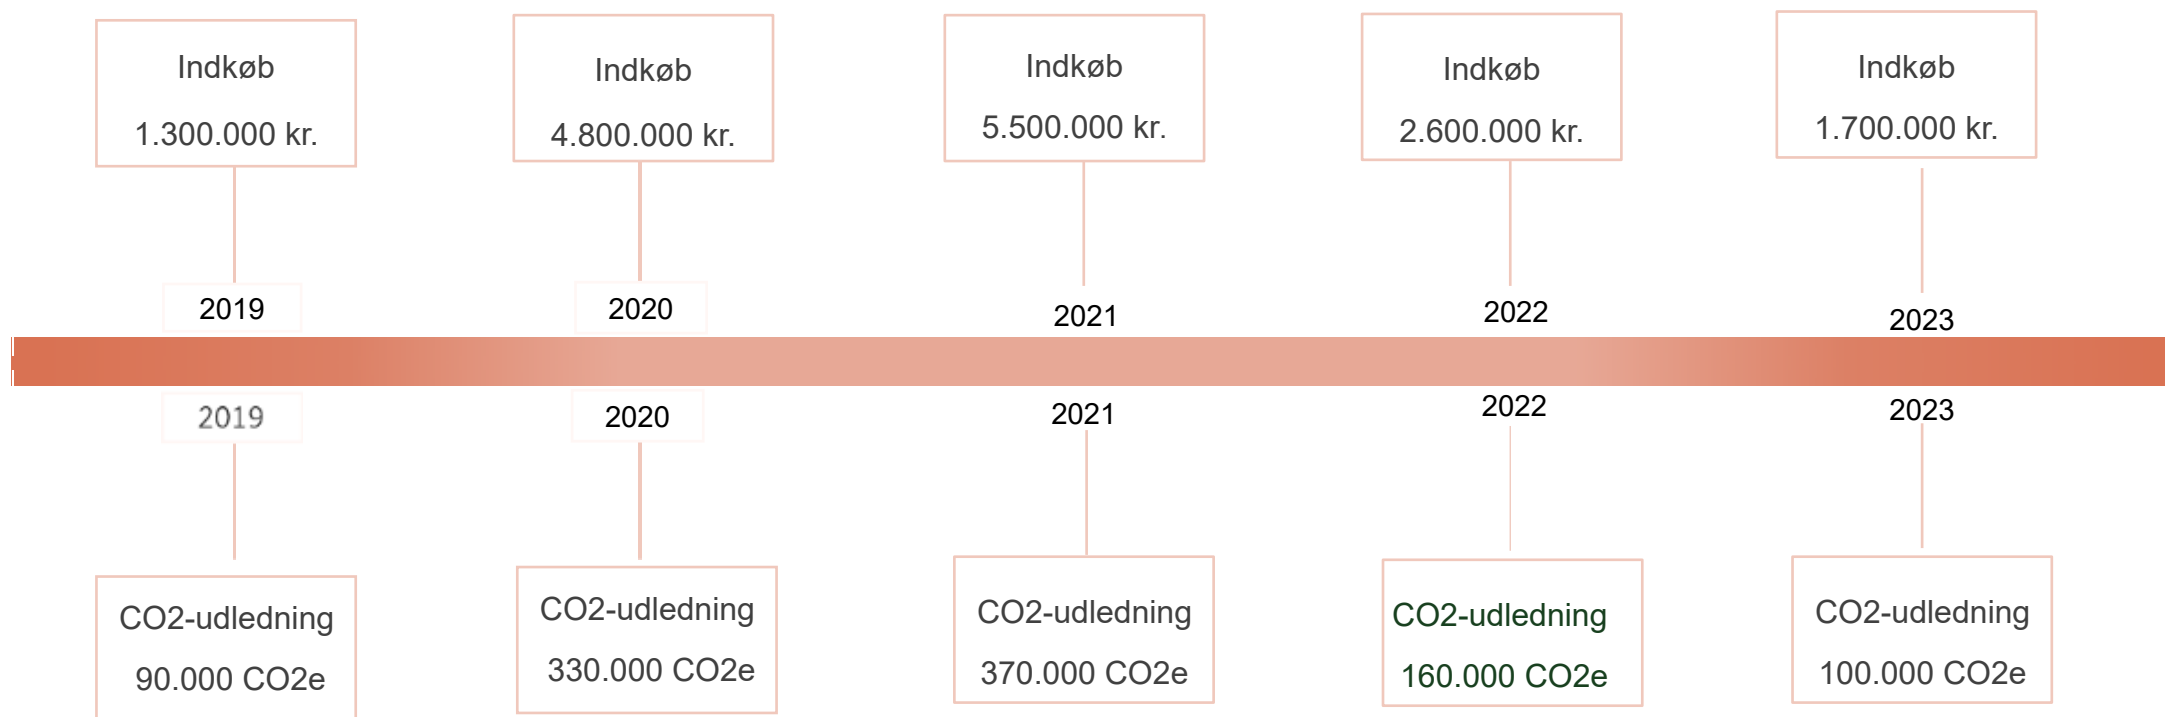 Indkøb
1.300.000 kr.
Indkøb
4.800.000 kr.
Indkøb
5.500.000 kr.
Indkøb
2.600.000 kr.
Indkøb
1.700.000 kr.
2019
2020
2021
2022
2023
2019
2020
2021
2022
2023
CO2-udledning
90.000 CO2e
CO2-udledning
330.000 CO2e
CO2-udledning
370.000 CO2e
CO2-udledning
160.000 CO2e
CO2-udledning
100.000 CO2e